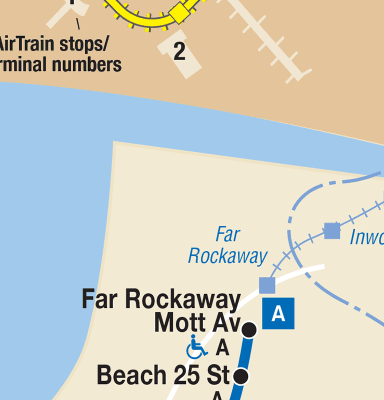 AirTrain stops/
rminal numbers
2
Far
Rockaway
Inwo
Far Rockaway
Mott Av
A
A
Beach 25 St
A